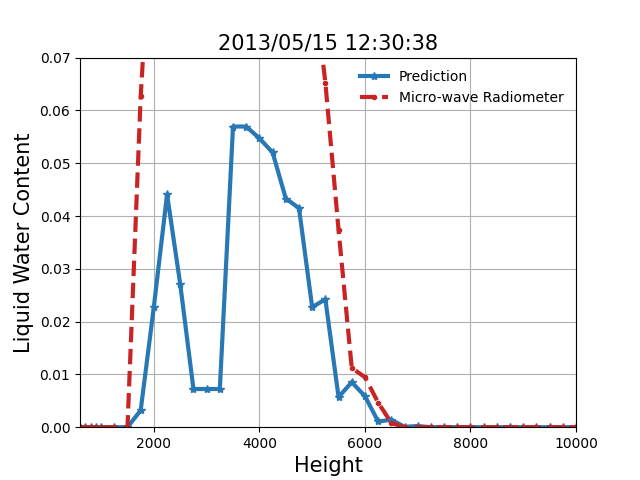 2013/05/15 12:30:38
Prediction
Micro-wave Radiometer
Liquid Water Content
0.07
0.06
0.05
0.04
0.03
0.02
0.01
0.00
2000 4000 6000 8000 10000
Height